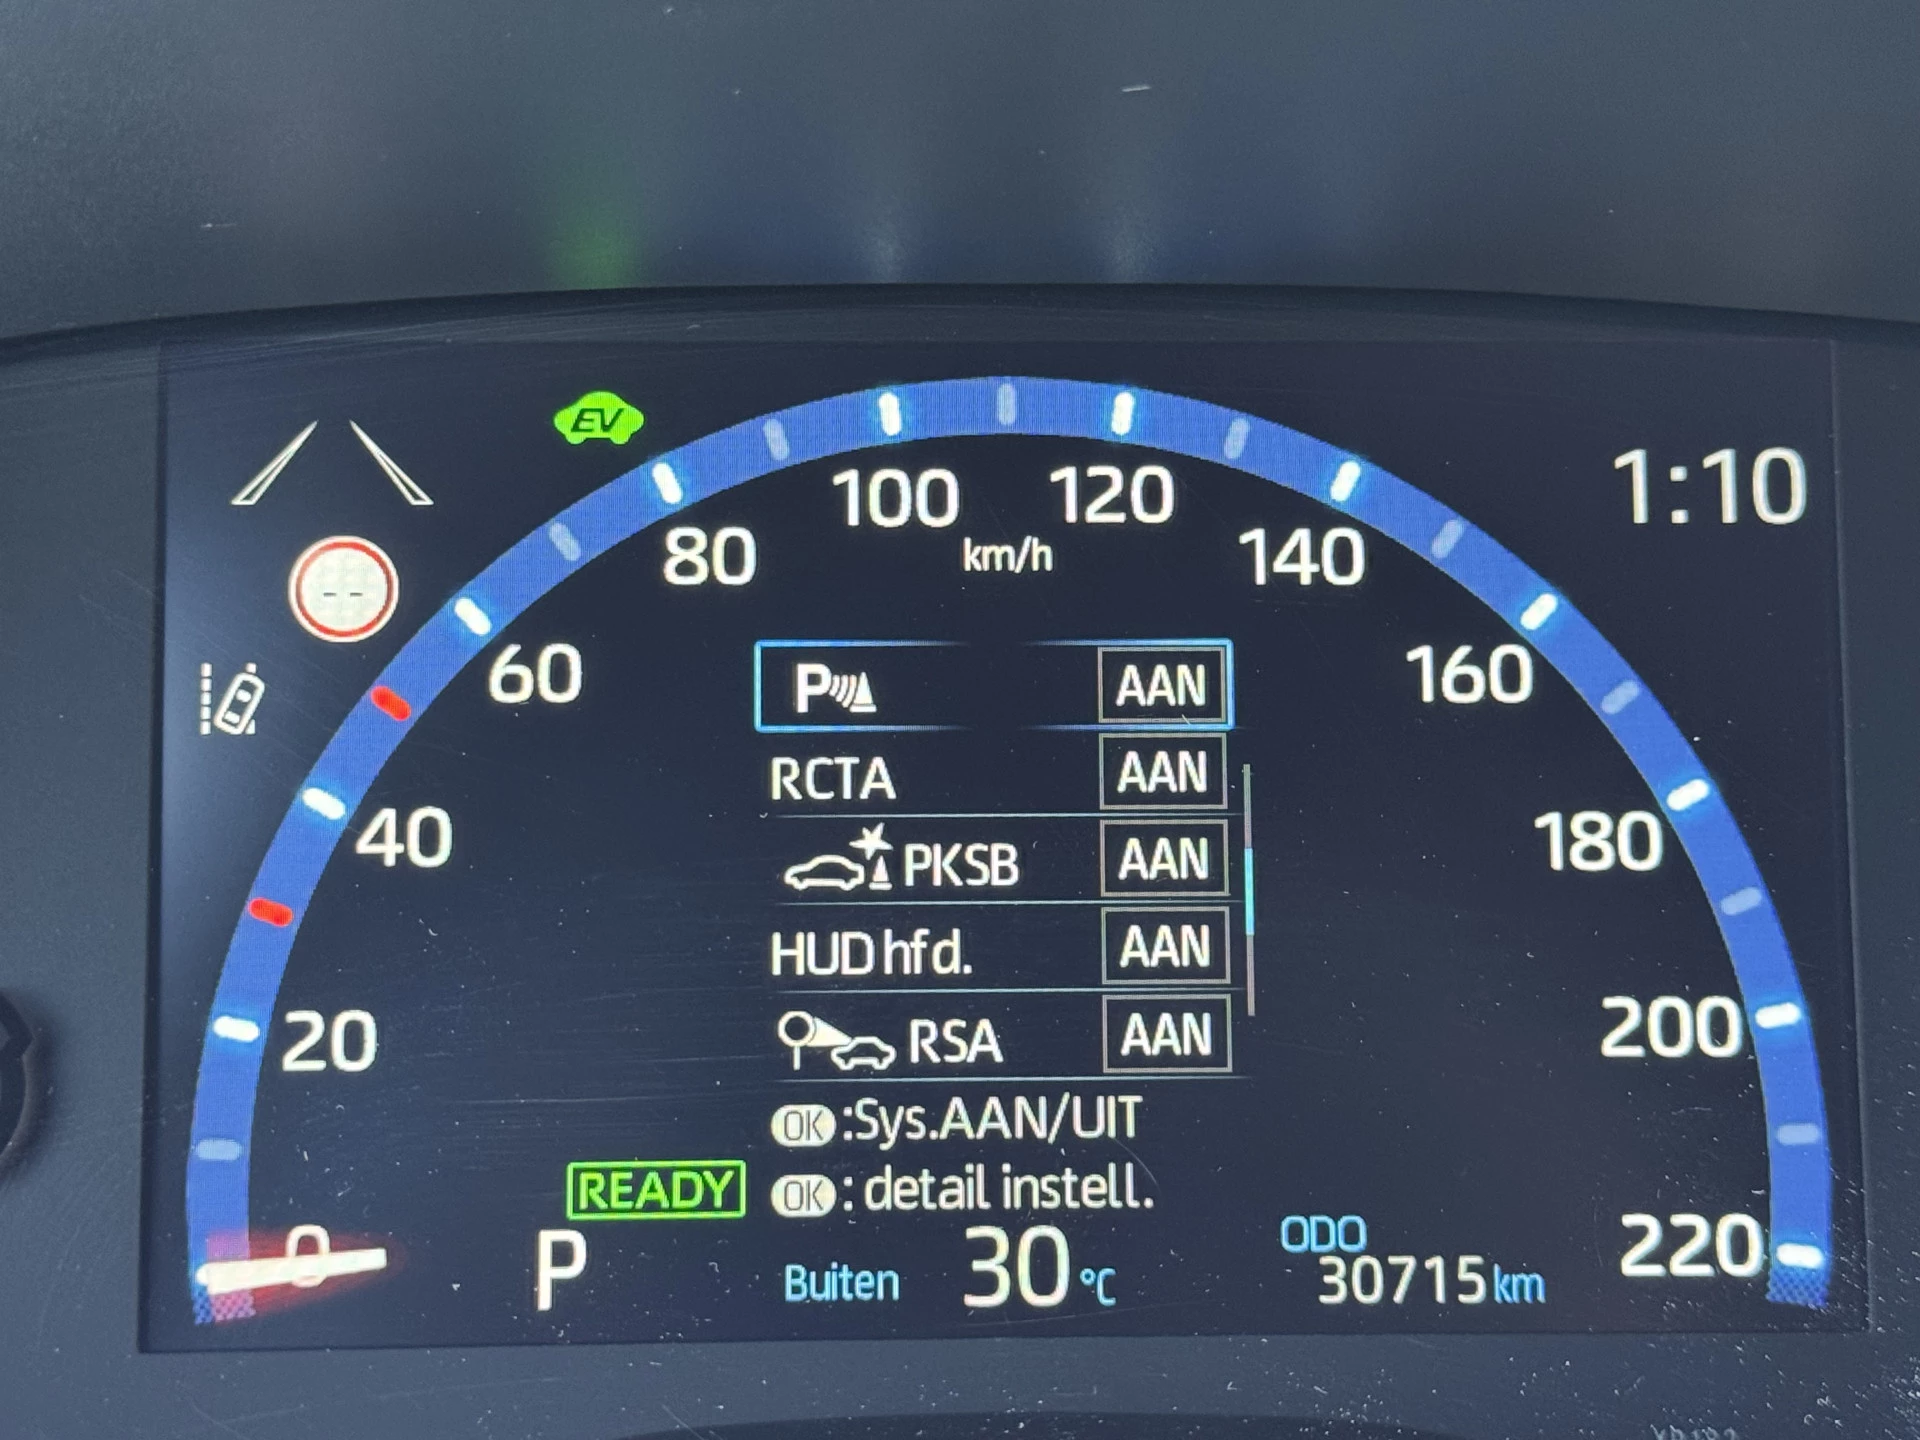 EV
1:10
100 120
km/h
80 140
60 160
40 180
20 200
0 220
--
P AAN
RCTA AAN
PKSB AAN
HUD hfd. AAN
RSA AAN
OK :Sys.AAN/UIT
OK : detail instell.
READY
P
Buiten 30 °C
ODO
30715 km